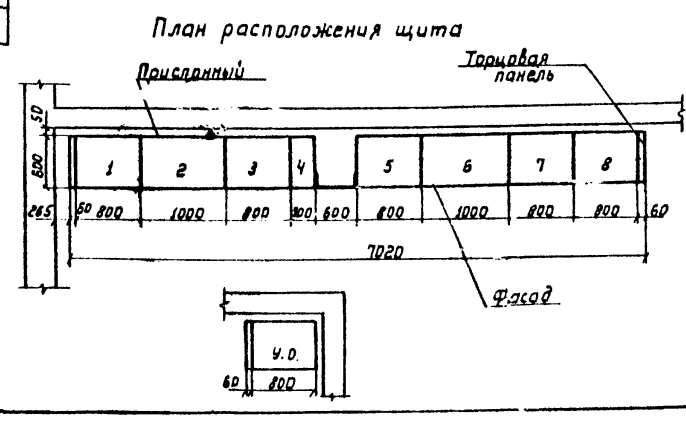 План расположения щита
Прислонный
Торцовая
панель
50
600
1 2 3 4 5 6 7 8
265 60 800 1000 800 300 600 800 1000 800 800 60
7020
Фасад
У.О.
60 800